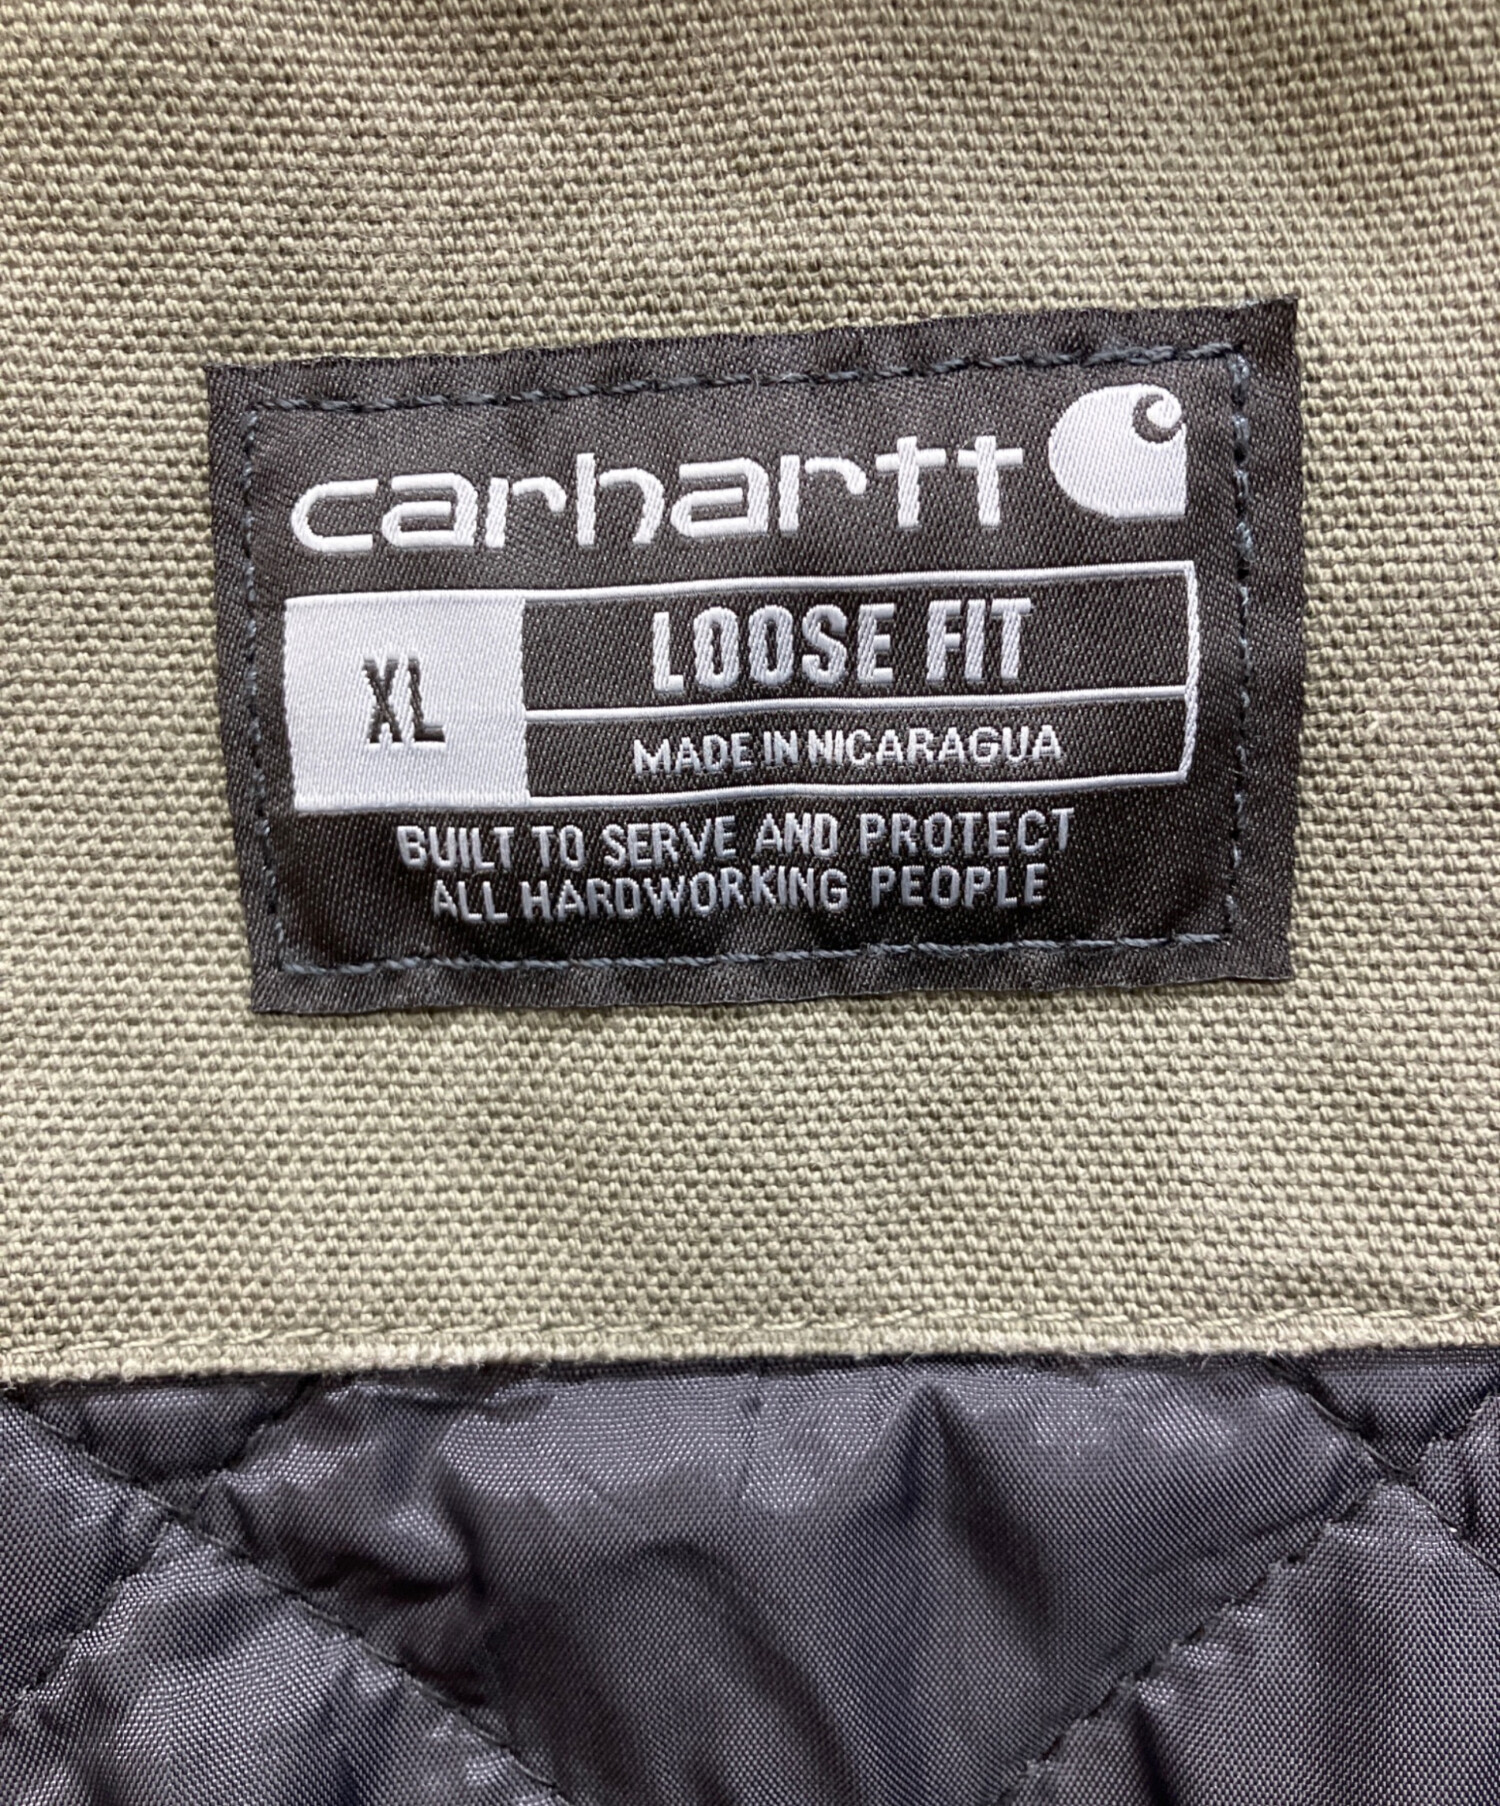 carhartt
XL
LOOSE FIT
MADE IN NICARAGUA
BUILT TO SERVE AND PROTECT
ALL HARDWORKING PEOPLE